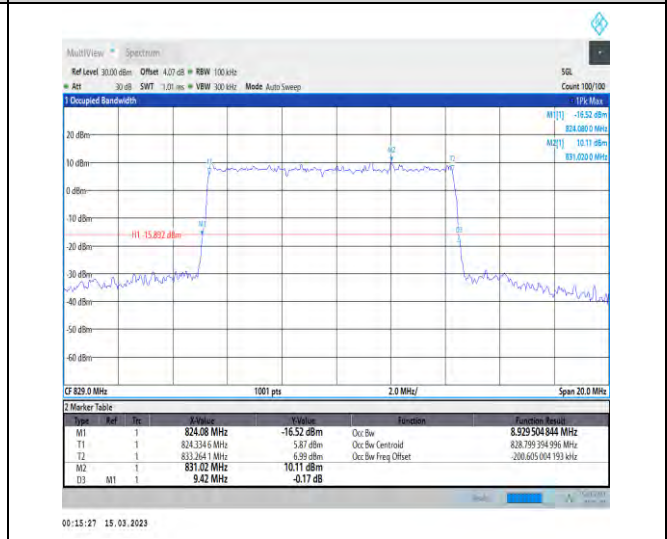 MultiView Spectrum
Ref Level 30.00 dBm Offset 4.07 dB RBW 100 kHz SGL
Att 30 dB SWT 1.01 ms VBW 300 kHz Mode Auto Sweep Count 100/100
1 Occupied Bandwidth 1Pk Max
M1[1] -16.52 dBm
824.080 0 MHz
M2[1] 10.11 dBm
831.020 0 MHz
20 dBm
M2
10 dBm
T1 T2
0 dBm
-10 dBm
M1 D3
H1 -15.892 dBm
-20 dBm
-30 dBm
-40 dBm
-50 dBm
-60 dBm
CF 829.0 MHz 1001 pts 2.0 MHz/ Span 20.0 MHz
2 Marker Table
Type Ref Trc X-Value Y-Value Function Function Result
M1 1 824.08 MHz -16.52 dBm Occ Bw 8.929 504 844 MHz
T1 1 824.334 6 MHz 5.87 dBm Occ Bw Centroid 828.799 394 996 MHz
T2 1 833.264 1 MHz 6.99 dBm Occ Bw Freq Offset -200.605 004 193 kHz
M2 1 831.02 MHz 10.11 dBm
D3 M1 1 9.42 MHz -0.17 dB
00:15:27 15.03.2023